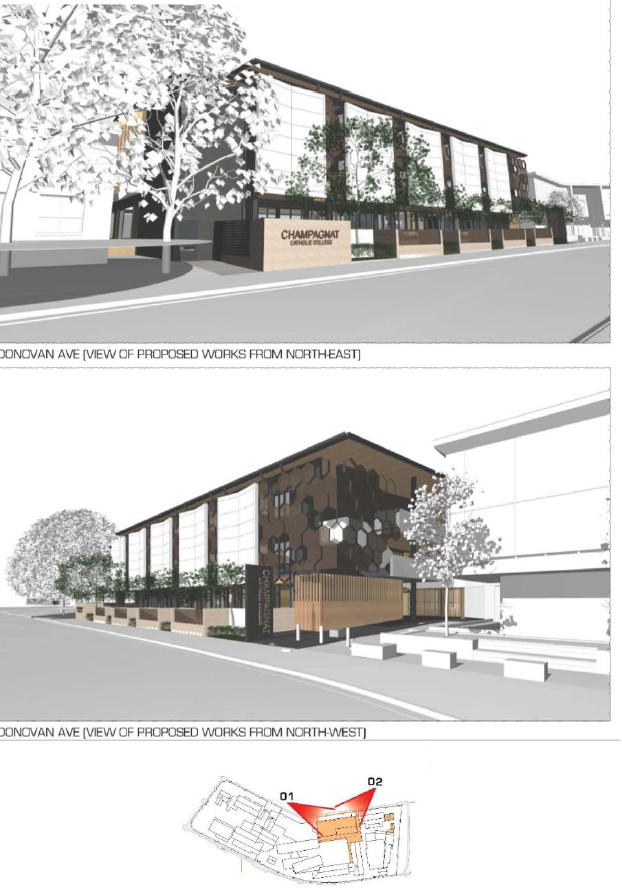 CHAMPAGNAT
CATHOLIC COLLEGE
DONOVAN AVE [VIEW OF PROPOSED WORKS FROM NORTH-EAST]
CHAMPAGNAT
DONOVAN AVE [VIEW OF PROPOSED WORKS FROM NORTH-WEST]
01
02